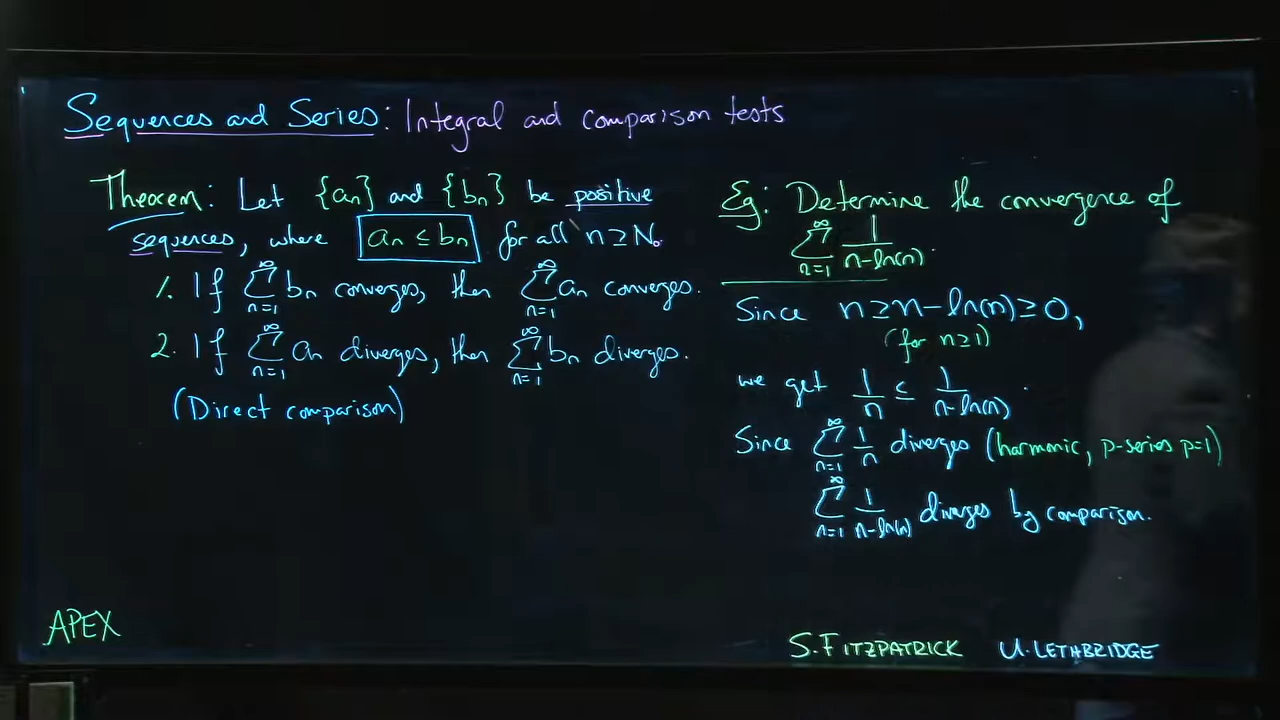 Sequences and Series: Integral and comparison tests
Theorem: Let {aₙ} and {bₙ} be positive
sequences, where aₙ ≤ bₙ for all n ≥ N.
1. If ∑_{n=1}^{∞} bₙ converges, then ∑_{n=1}^{∞} aₙ converges.
2. If ∑_{n=1}^{∞} aₙ diverges, then ∑_{n=1}^{∞} bₙ diverges.
(Direct comparison)
Eg: Determine the convergence of
∑_{n=1}^{∞} 1/(n-ln(n)).
Since n ≥ n-ln(n) ≥ 0,
(for n≥1)
we get 1/n ≤ 1/(n-ln(n)).
Since ∑_{n=1}^{∞} 1/n diverges (harmonic, p-series p=1)
∑_{n=1}^{∞} 1/(n-ln(n)) diverges by comparison.
APEX
S. FITZPATRICK U. LETHBRIDGE